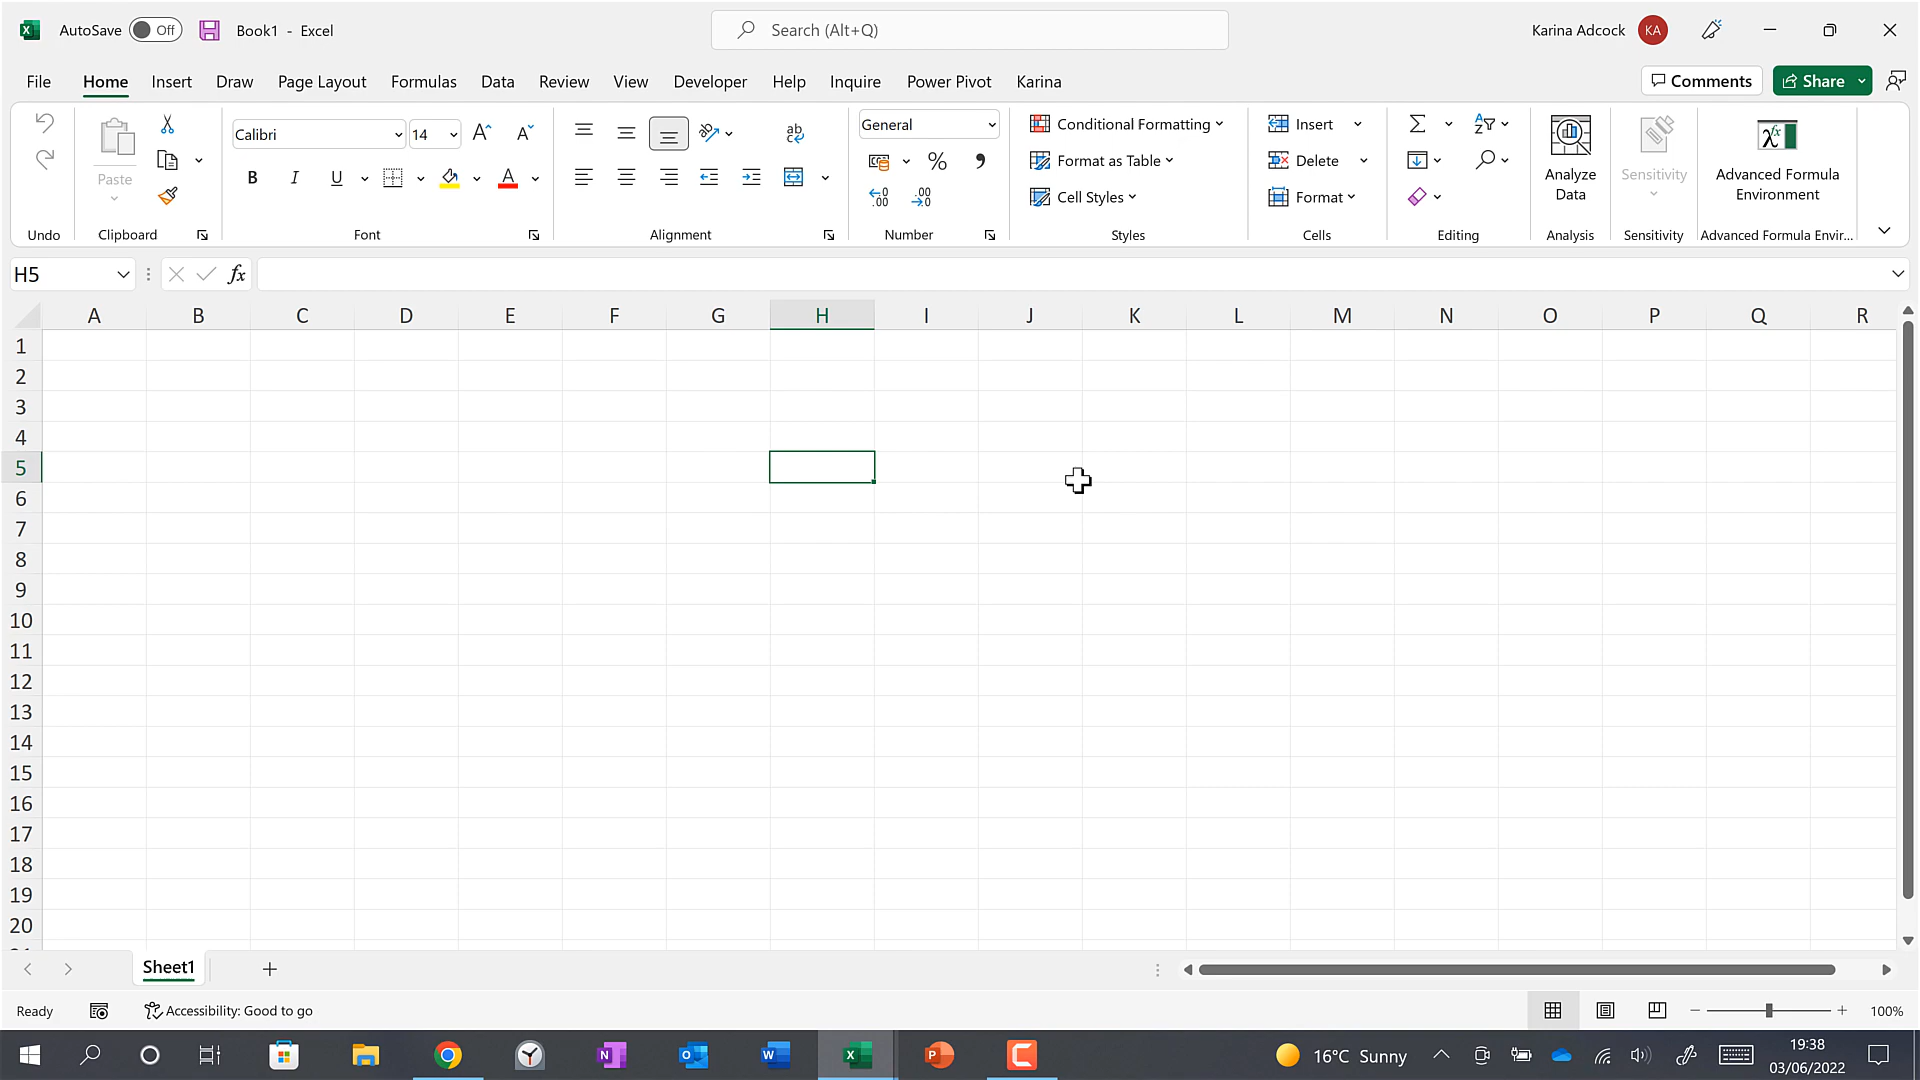 AutoSave Off Book1 - Excel Search (Alt+Q) Karina Adcock KA
File Home Insert Draw Page Layout Formulas Data Review View Developer Help Inquire Power Pivot Karina Comments Share
Calibri 14 General Conditional Formatting Insert
Paste B I U ab c % Format as Table Delete Analyze Data Sensitivity Advanced Formula Environment
Cell Styles Format
Undo Clipboard Font Alignment Number Styles Cells Editing Analysis Sensitivity Advanced Formula Envir...
H5 fx
A B C D E F G H I J K L M N O P Q R
1
2
3
4
5
6
7
8
9
10
11
12
13
14
15
16
17
18
19
20
Sheet1
Ready Accessibility: Good to go 100%
16°C Sunny 19:38
03/06/2022